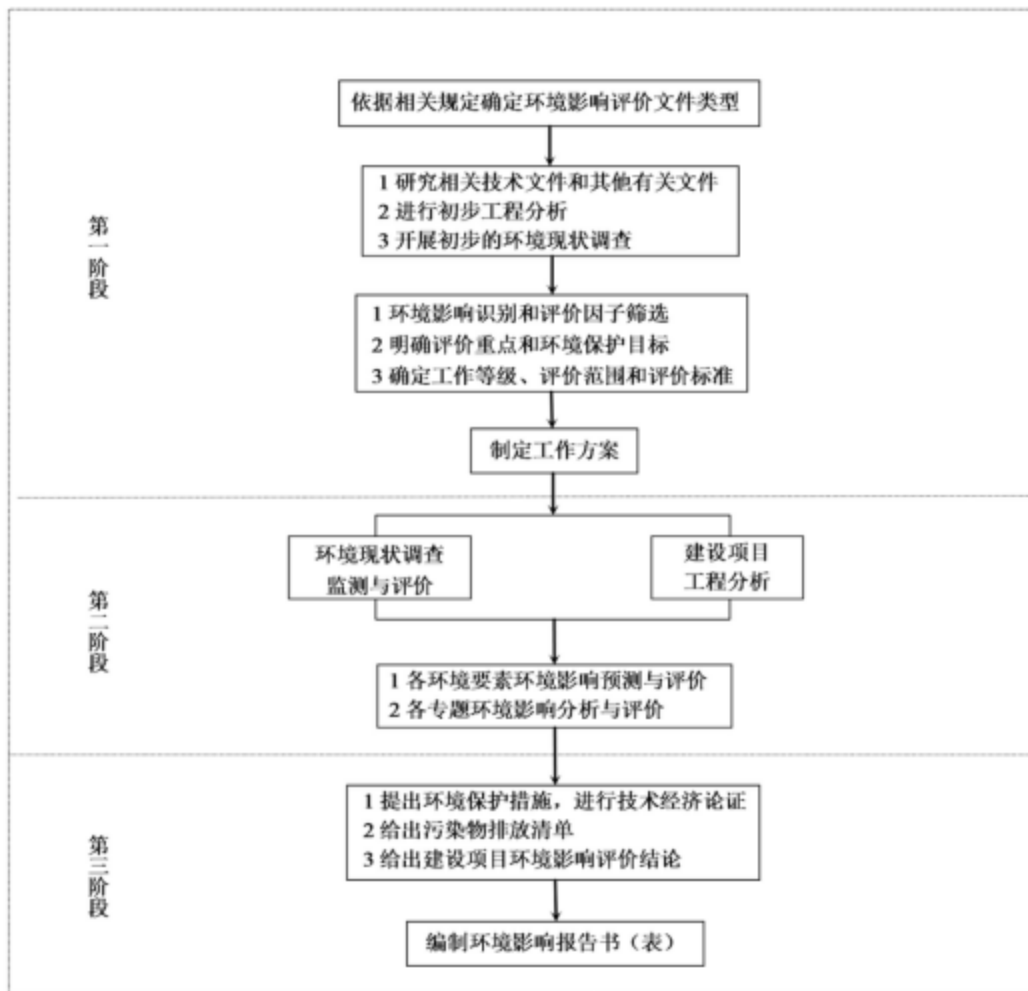 依据相关规定确定环境影响评价文件类型
1 研究相关技术文件和其他有关文件
2 进行初步工程分析
3 开展初步的环境现状调查
第一阶段
1 环境影响识别和评价因子筛选
2 明确评价重点和环境保护目标
3 确定工作等级、评价范围和评价标准
制定工作方案
环境现状调查
监测与评价
建设项目
工程分析
第二阶段
1 各环境要素环境影响预测与评价
2 各专题环境影响分析与评价
1 提出环境保护措施，进行技术经济论证
2 给出污染物排放清单
3 给出建设项目环境影响评价结论
第三阶段
编制环境影响报告书（表）